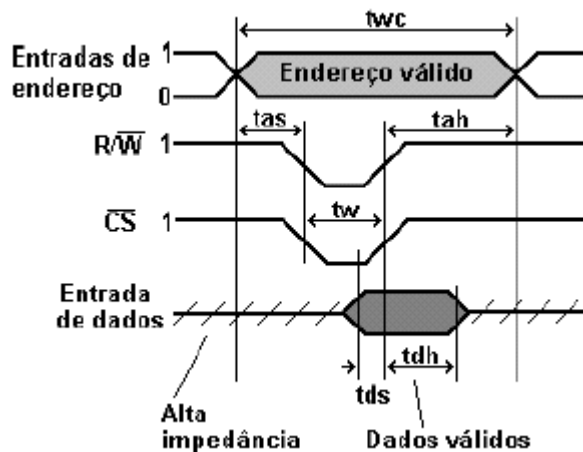 twc
Entradas de
endereço
1
0
Endereço válido
tas
tah
R/W̅ 1
tw
C̅S̅ 1
Entrada
de dados
tdh
tds
Alta
impedância
Dados válidos